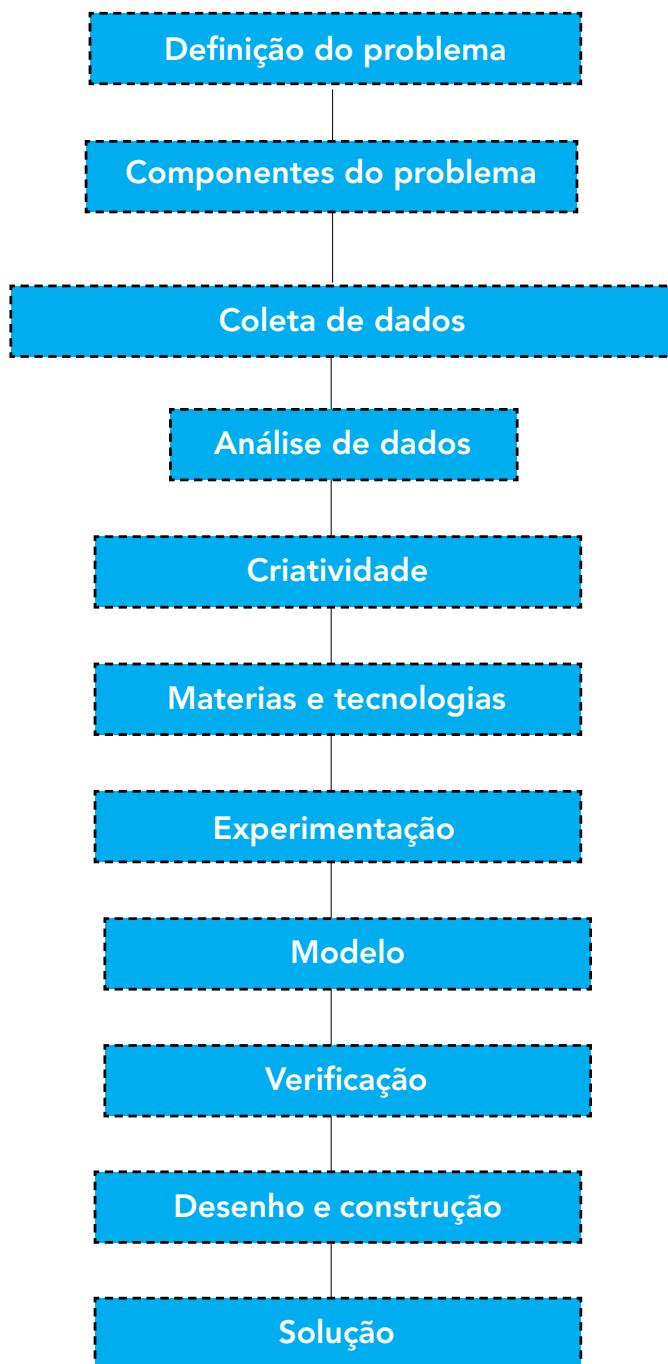 Definição do problema
Componentes do problema
Coleta de dados
Análise de dados
Criatividade
Materias e tecnologias
Experimentação
Modelo
Verificação
Desenho e construção
Solução